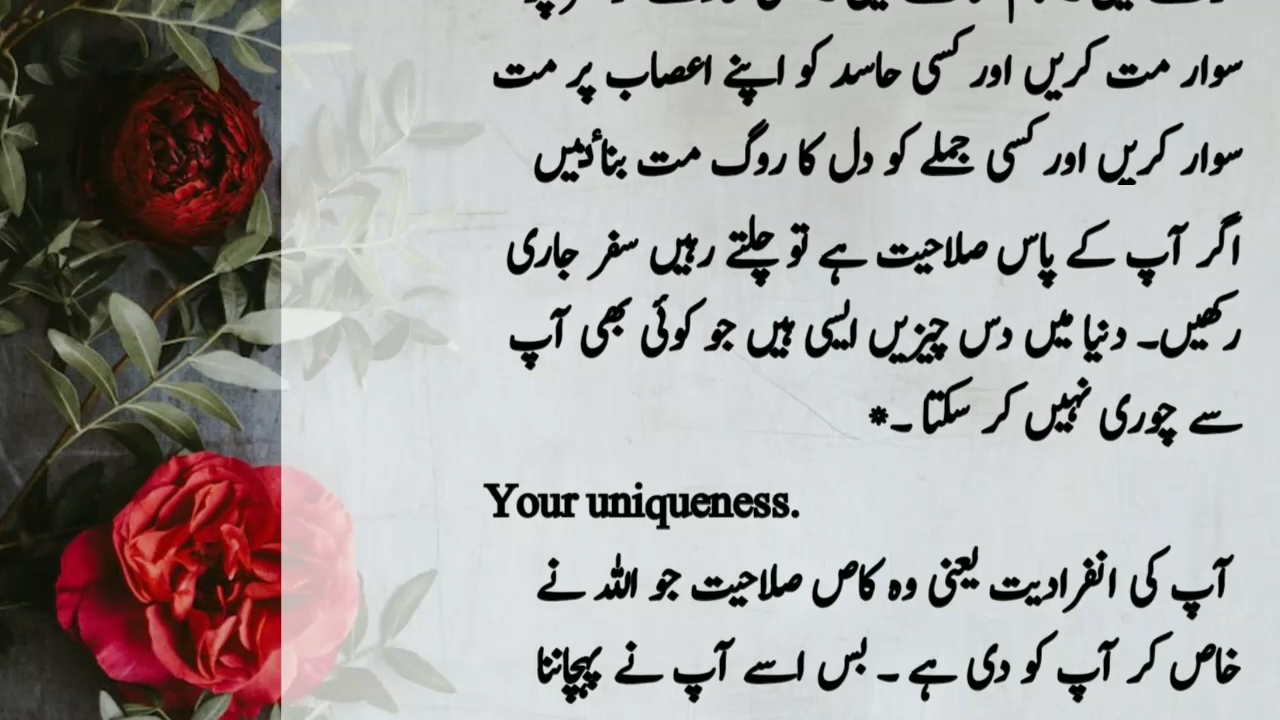 سوار مت کریں اور کسی حاسد کو اپنے اعصاب پر مت
سوار کریں اور کسی جملے کو دل کا روگ مت بنائیں
اگر آپ کے پاس صلاحیت ہے تو چلتے رہیں سفر جاری
رکھیں۔ دنیا میں دس چیزیں ایسی ہیں جو کوئی بھی آپ
سے چوری نہیں کر سکتا ۔*
Your uniqueness.
آپ کی انفرادیت یعنی وہ کاص صلاحیت جو اللہ نے
خاص کر آپ کو دی ہے ۔ بس اسے آپ نے پہچاننا